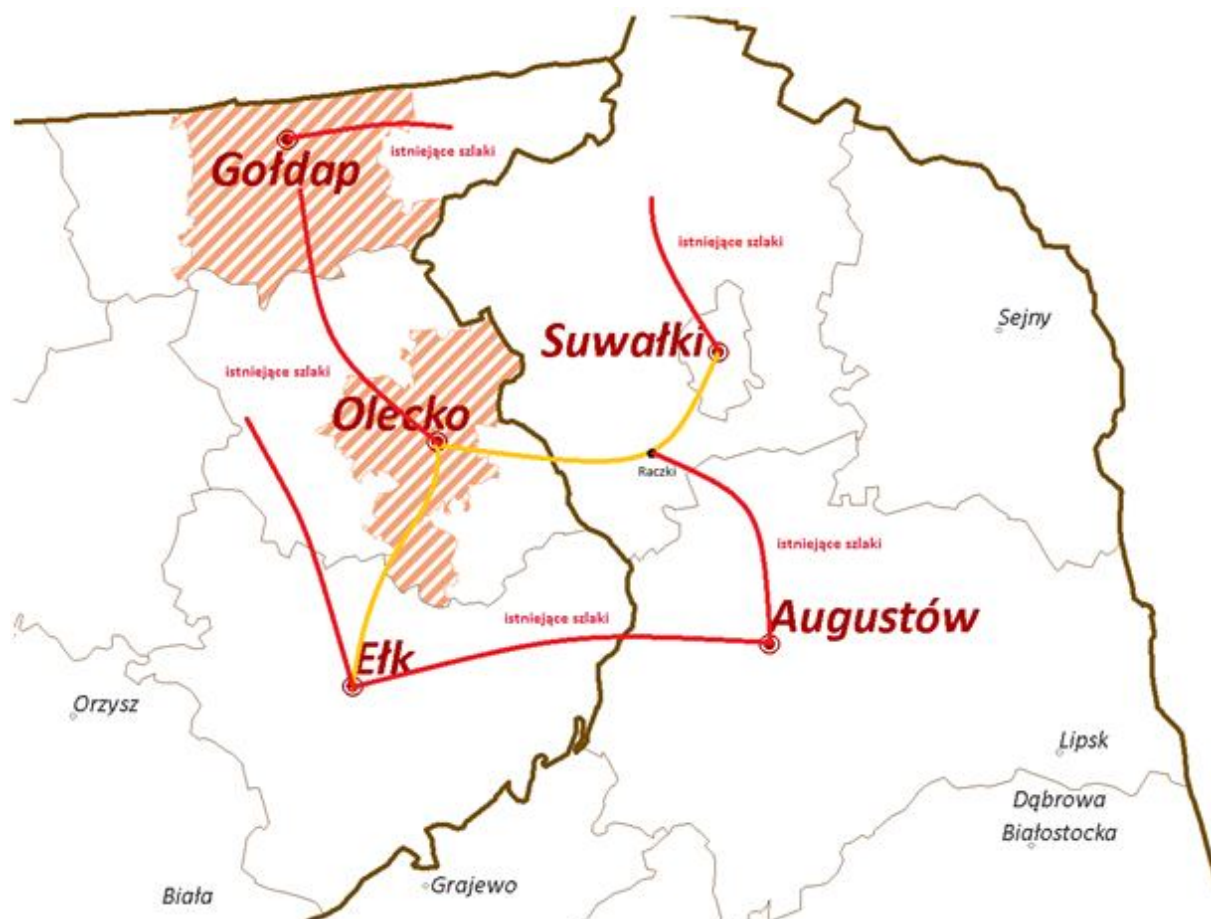 istniejące szlaki
Gołdap
istniejące szlaki
Sejny
Suwałki
istniejące szlaki
Olecko
Raczki
istniejące szlaki
Augustów
istniejące szlaki
Ełk
Orzysz
Lipsk
Dąbrowa
Białostocka
Grajewo
Biała